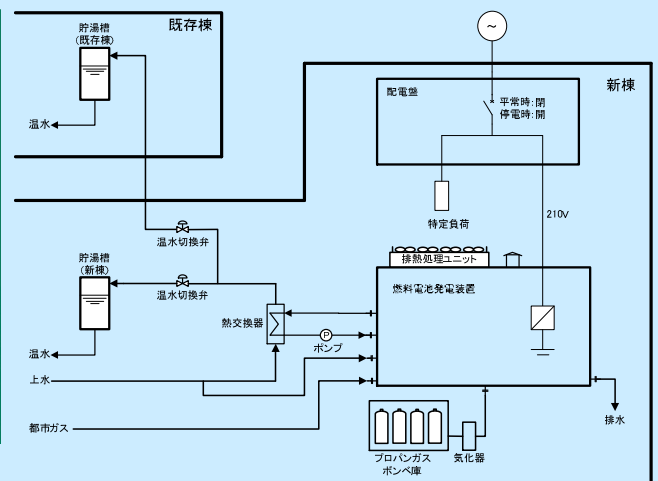 既存棟
貯湯槽
(既存棟)
温水
~
新棟
配電盤
平常時:閉
停電時:開
特定負荷
210V
温水切換弁
貯湯槽
(新棟)
温水切換弁
排熱処理ユニット
燃料電池発電装置
熱交換器
P
ポンプ
温水
上水
都市ガス
排水
プロパンガス
ボンベ庫
気化器